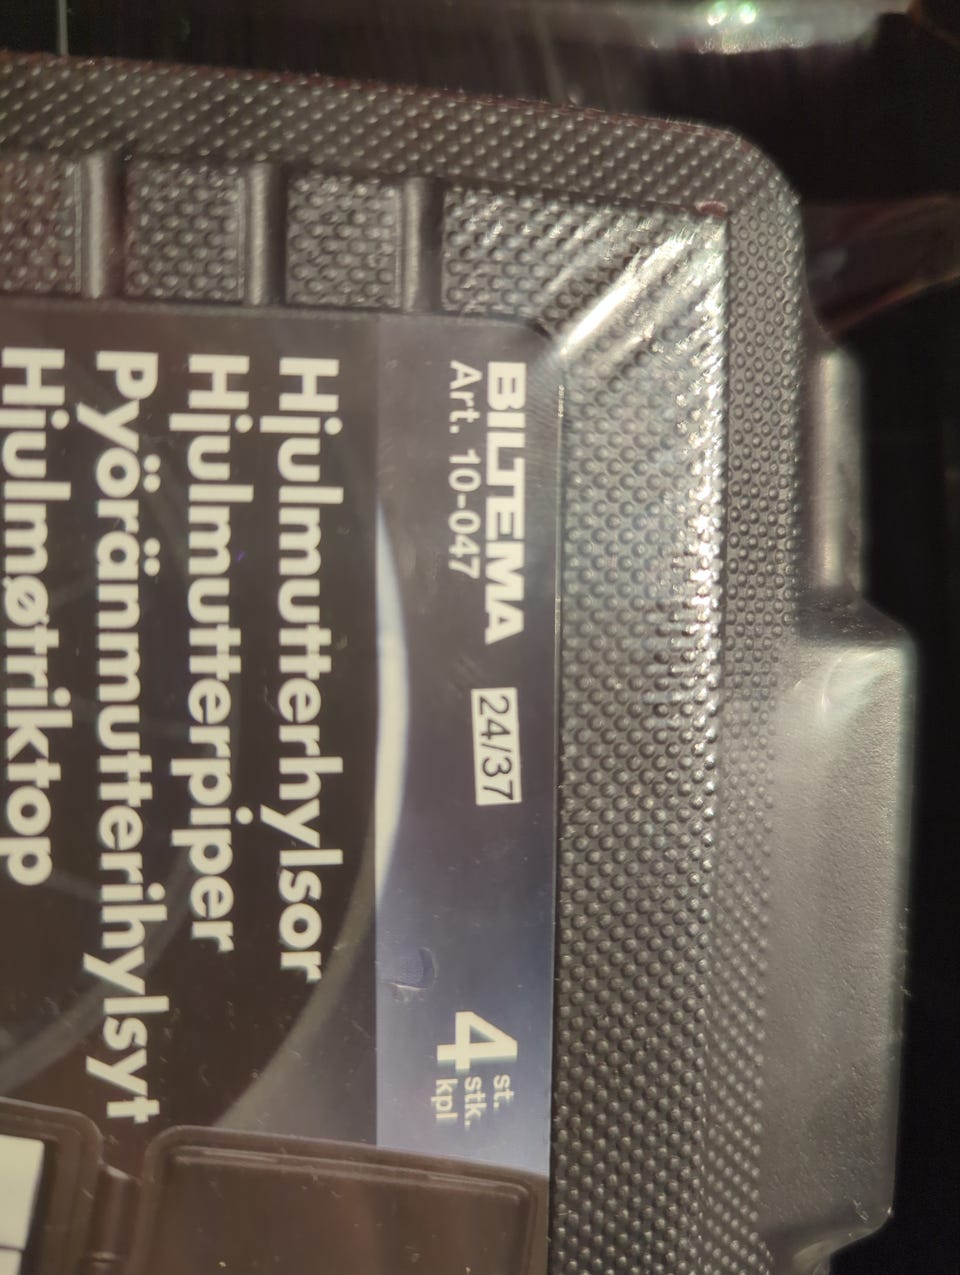 BILTEMA 24/37
Art. 10-047
4 st.
stk.
kpl
Hjulmutterhylsor
Hjulmutterpiper
Pyöränmutterihylsyt
Hjulmøtriktop